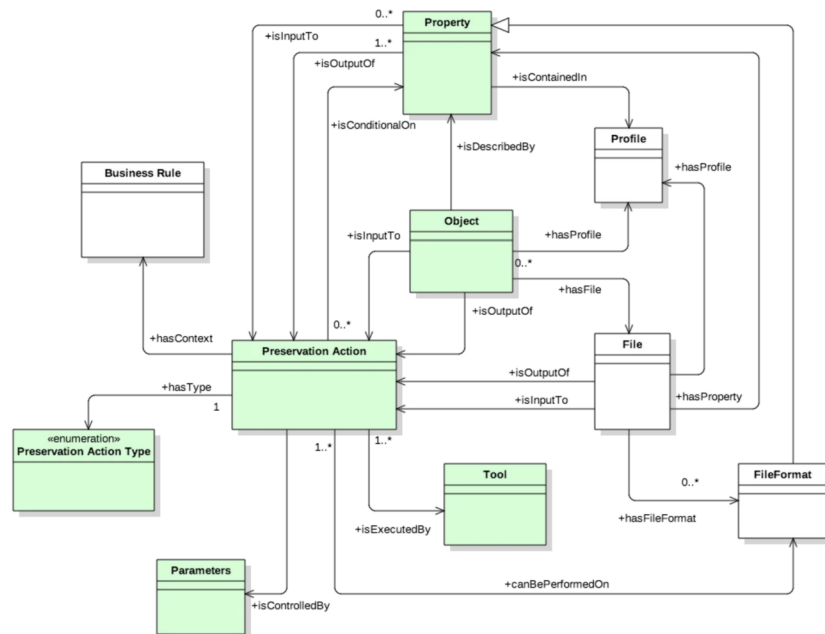 0..*
Property
+isInputTo
1..*
+isOutputOf
+isContainedIn
+isConditionalOn
Profile
+isDescribedBy
+hasProfile
Business Rule
Object
+isInputTo
+hasProfile
0..*
+hasFile
+isOutputOf
0..*
+hasContext
File
Preservation Action
+isOutputOf
+hasType
+hasProperty
+isInputTo
1
«enumeration»
Preservation Action Type
1..*
1..*
Tool
FileFormat
0..*
+hasFileFormat
+isExecutedBy
Parameters
+canBePerformedOn
+isControlledBy